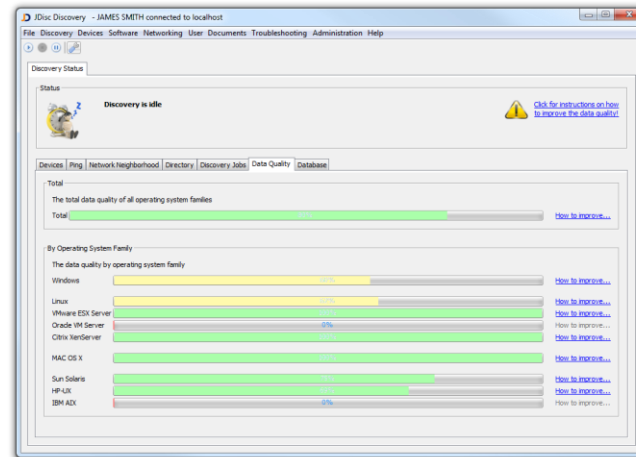 JDisc Discovery - JAMES SMITH connected to localhost
File Discovery Devices Software Networking User Documents Troubleshooting Administration Help
Discovery Status
Status
Discovery is idle
Click for instructions on how
to improve the data quality!
Devices Ping Network Neighborhood Directory Discovery Jobs Data Quality Database
Total
The total data quality of all operating system families
Total How to improve...
By Operating System Family
The data quality by operating system family
Windows How to improve...
Linux How to improve...
VMware ESX Server How to improve...
Oracle VM Server 0% How to improve...
Citrix XenServer How to improve...
MAC OS X How to improve...
Sun Solaris How to improve...
HP-UX How to improve...
IBM AIX 0% How to improve...